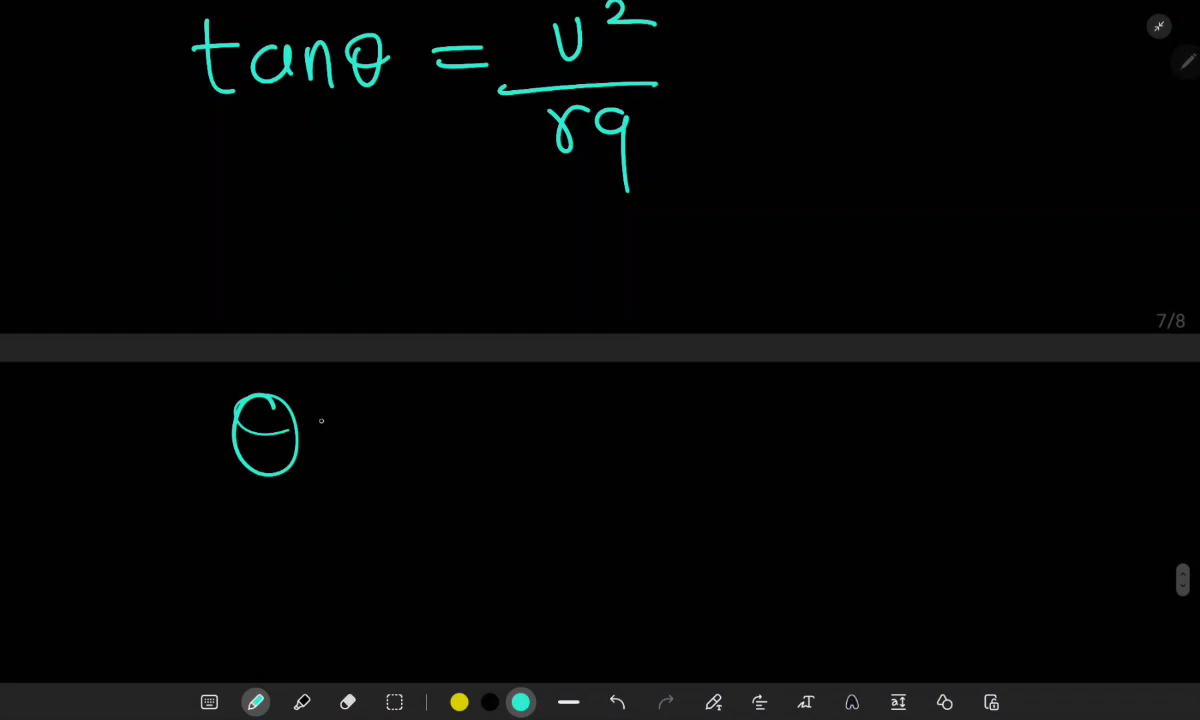 tanθ = v²/rg
7/8
θ